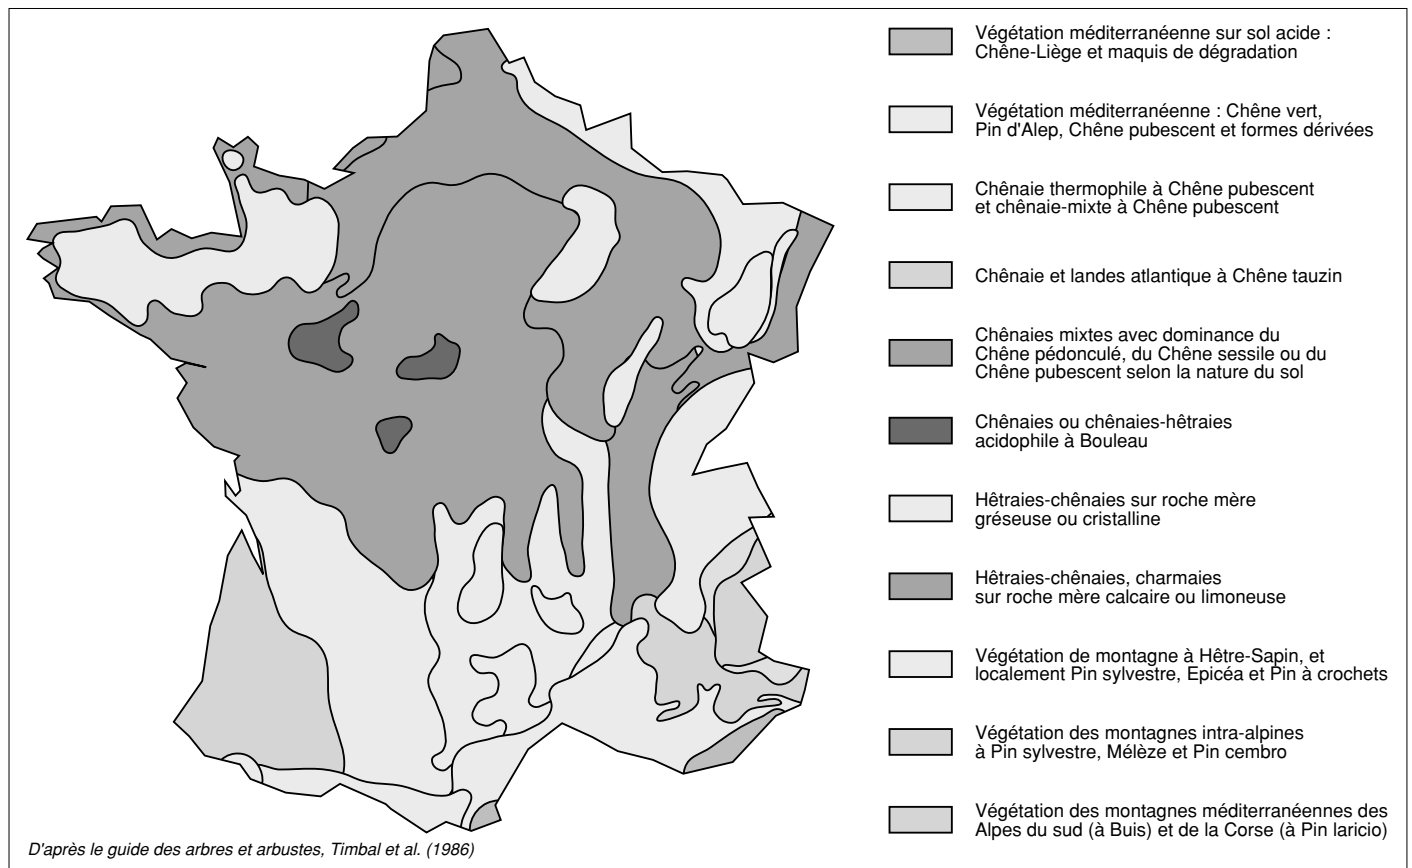 Végétation méditerranéenne sur sol acide :
Chêne-Liège et maquis de dégradation
Végétation méditerranéenne : Chêne vert,
Pin d'Alep, Chêne pubescent et formes dérivées
Chênaie thermophile à Chêne pubescent
et chênaie-mixte à Chêne pubescent
Chênaie et landes atlantique à Chêne tauzin
Chênaies mixtes avec dominance du
Chêne pédonculé, du Chêne sessile ou du
Chêne pubescent selon la nature du sol
Chênaies ou chênaies-hêtraies
acidophile à Bouleau
Hêtraies-chênaies sur roche mère
gréseuse ou cristalline
Hêtraies-chênaies, charmaies
sur roche mère calcaire ou limoneuse
Végétation de montagne à Hêtre-Sapin, et
localement Pin sylvestre, Epicéa et Pin à crochets
Végétation des montagnes intra-alpines
à Pin sylvestre, Mélèze et Pin cembro
Végétation des montagnes méditerranéennes des
Alpes du sud (à Buis) et de la Corse (à Pin laricio)
D'après le guide des arbres et arbustes, Timbal et al. (1986)